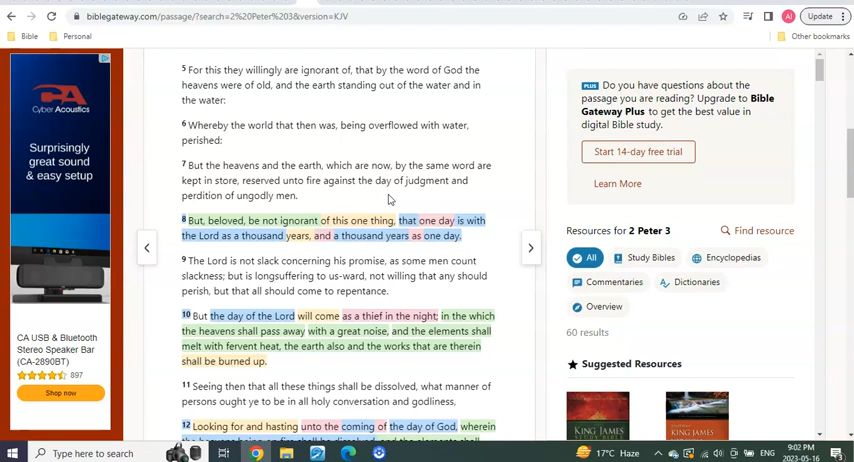 biblegateway.com/passage/?search=2%20Peter%203&version=KJV
AI
Update
Bible
Personal
Other bookmarks
CA
CYBER ACOUSTICS
Surprisingly
great sound
& easy setup
CA USB & Bluetooth
Stereo Speaker Bar
(CA-2890BT)
897
Shop now
5 For this they willingly are ignorant of, that by the word of God the
heavens were of old, and the earth standing out of the water and in
the water:
6 Whereby the world that then was, being overflowed with water,
perished:
7 But the heavens and the earth, which are now, by the same word are
kept in store, reserved unto fire against the day of judgment and
perdition of ungodly men.
8 But, beloved, be not ignorant of this one thing, that one day is with
the Lord as a thousand years, and a thousand years as one day.
9 The Lord is not slack concerning his promise, as some men count
slackness; but is longsuffering to us-ward, not willing that any should
perish, but that all should come to repentance.
10 But the day of the Lord will come as a thief in the night; in the which
the heavens shall pass away with a great noise, and the elements shall
melt with fervent heat, the earth also and the works that are therein
shall be burned up.
11 Seeing then that all these things shall be dissolved, what manner of
persons ought ye to be in all holy conversation and godliness,
12 Looking for and hasting unto the coming of the day of God, wherein
PLUS Do you have questions about the
passage you are reading? Upgrade to Bible
Gateway Plus to get the best value in
digital Bible study.
Start 14-day free trial
Learn More
Resources for 2 Peter 3
Find resource
All
Study Bibles
Encyclopedias
Commentaries
Dictionaries
Overview
60 results
Suggested Resources
KING JAMES
KING JAMES
Type here to search
17°C Haze
ENG
9:02 PM
2023-05-16
3